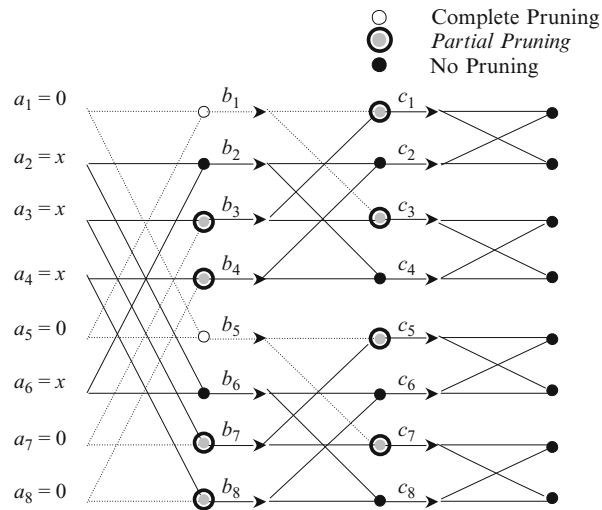 Complete Pruning
Partial Pruning
No Pruning
a₁ = 0 b₁ c₁
a₂ = x b₂ c₂
a₃ = x b₃ c₃
a₄ = x b₄ c₄
a₅ = 0 b₅ c₅
a₆ = x b₆ c₆
a₇ = 0 b₇ c₇
a₈ = 0 b₈ c₈